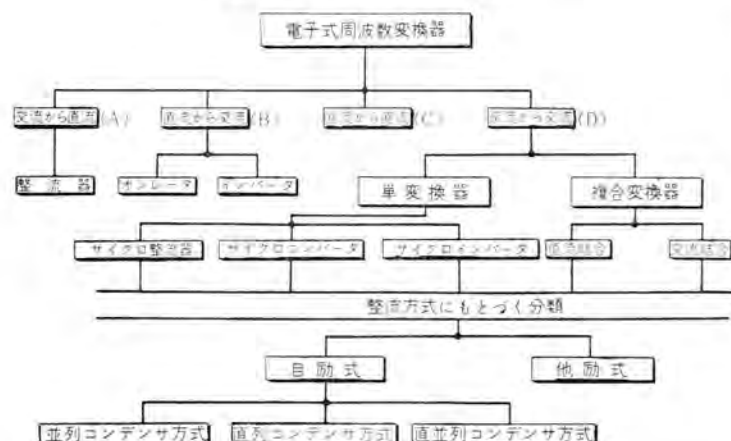 電子式周波数変換器
交流から直流(A) 直流から交流(B) 直流から直流(C) 交流から交流(D)
整流器 オシレータ インバータ 単変換器 複合変換器
サイクロ整流器 サイクロコンバータ サイクロインバータ 直流結合 交流結合
整流方式にもとづく分類
自励式 他励式
並列コンデンサ方式 直列コンデンサ方式 直並列コンデンサ方式